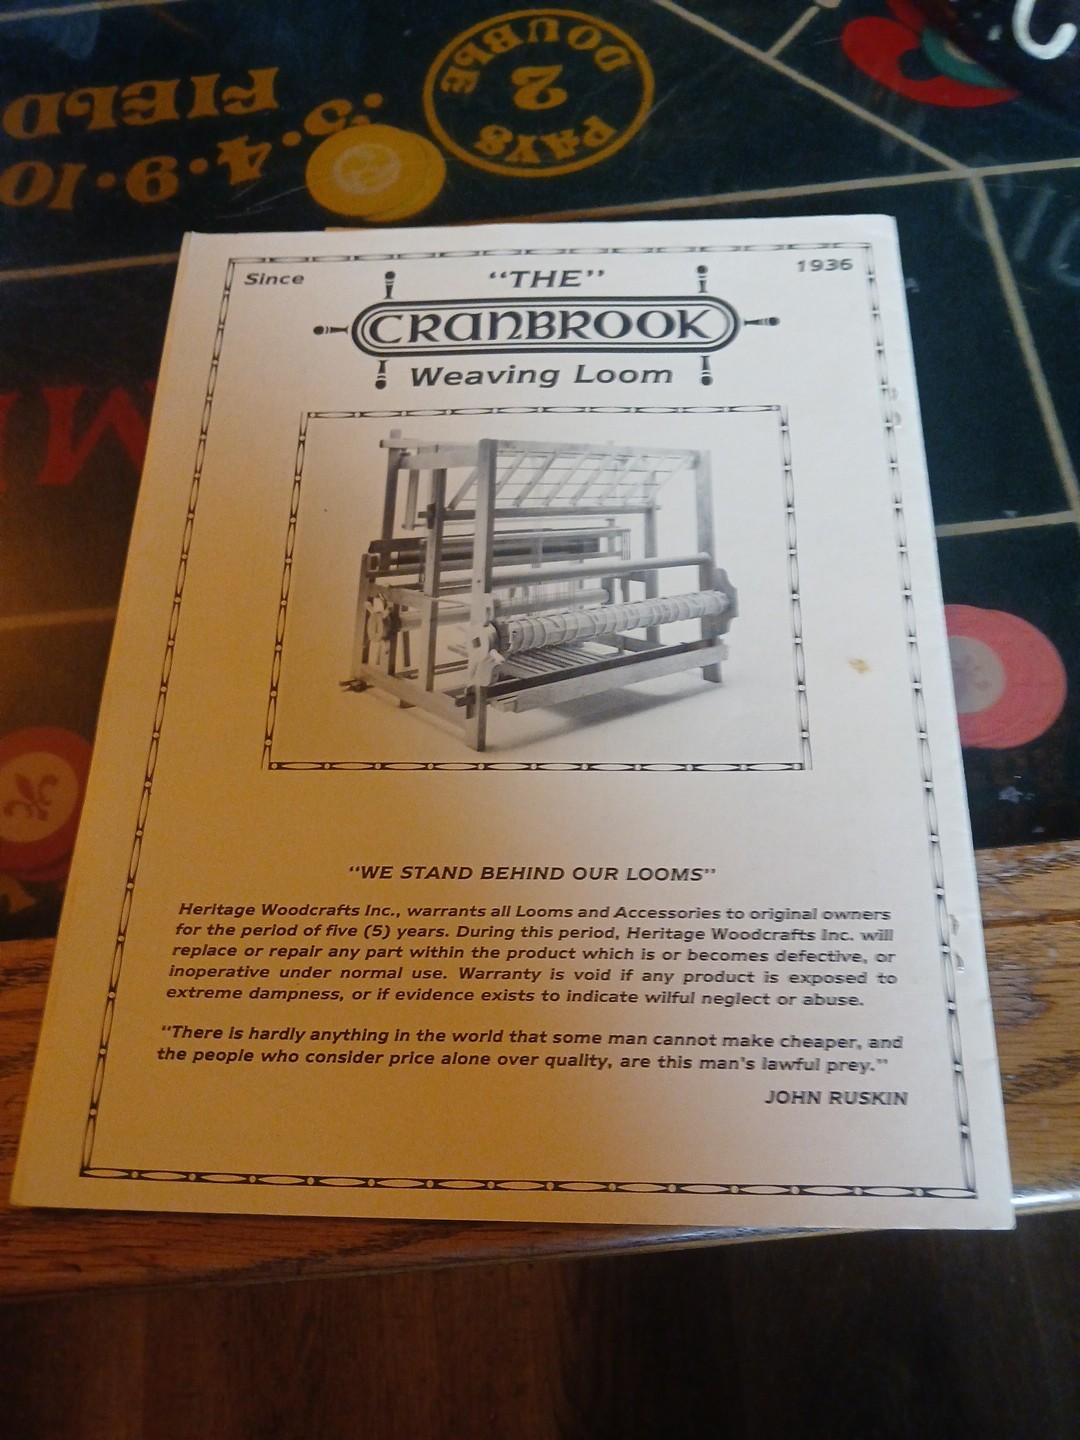 PAYS DOUBLE
2
FIELD
·4·9·10
Since
"THE"
1936
CRANBROOK
Weaving Loom
"WE STAND BEHIND OUR LOOMS"
Heritage Woodcrafts Inc., warrants all Looms and Accessories to original owners
for the period of five (5) years. During this period, Heritage Woodcrafts Inc. will
replace or repair any part within the product which is or becomes defective, or
inoperative under normal use. Warranty is void if any product is exposed to
extreme dampness, or if evidence exists to indicate wilful neglect or abuse.
"There is hardly anything in the world that some man cannot make cheaper, and
the people who consider price alone over quality, are this man's lawful prey."
JOHN RUSKIN